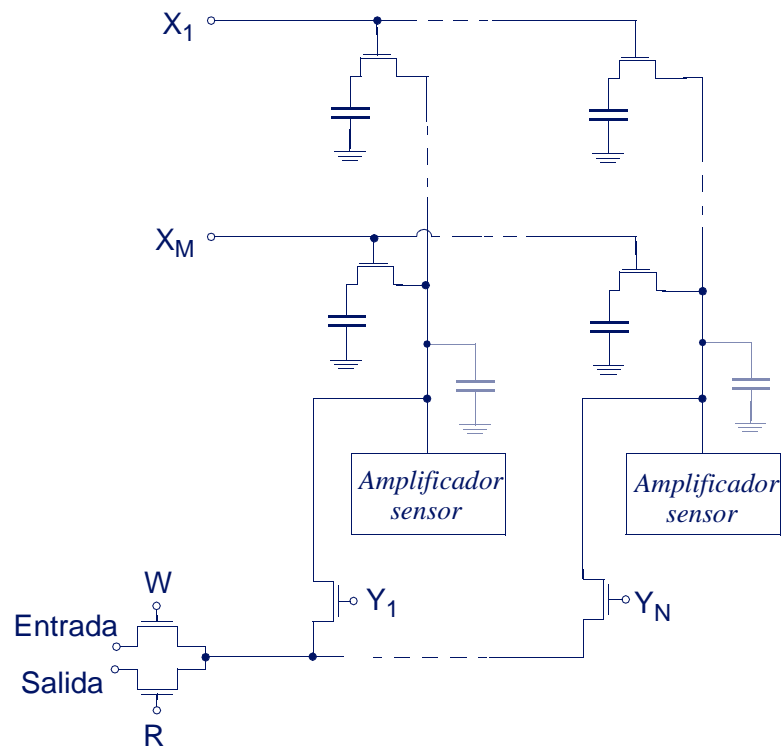 X1
XM
Amplificador
sensor
Amplificador
sensor
W
Y1
YN
Entrada
Salida
R